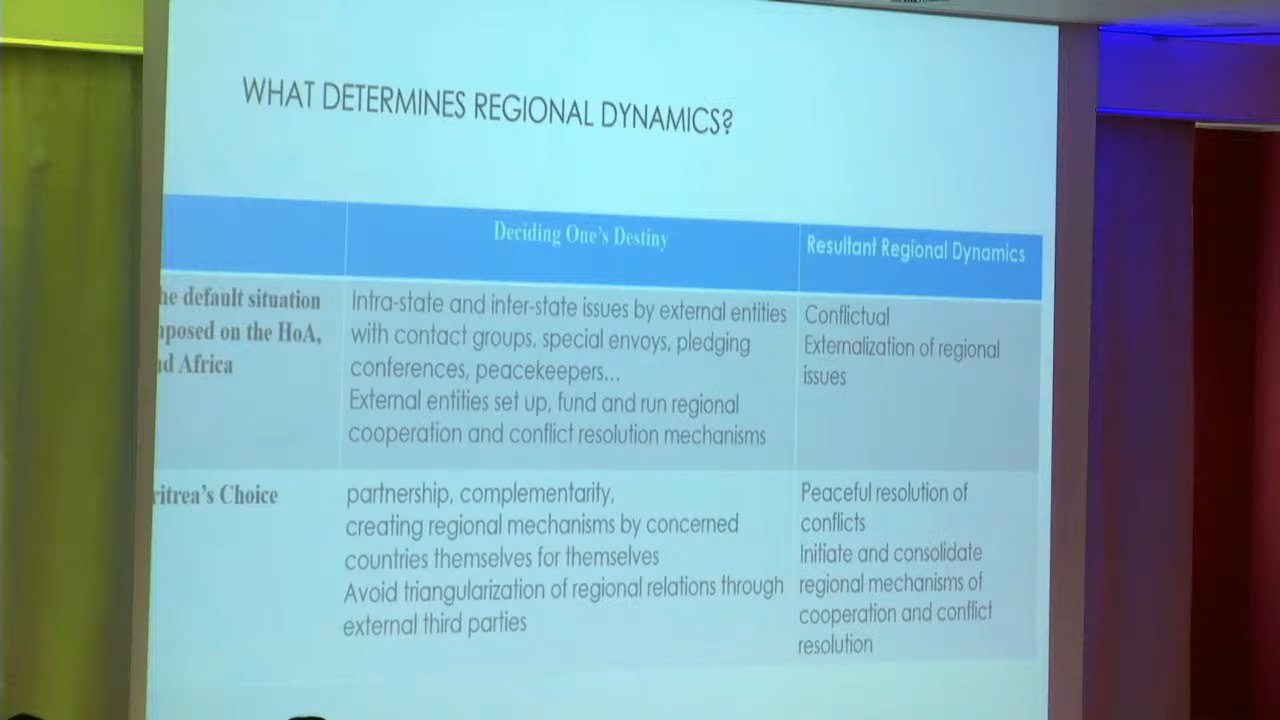 WHAT DETERMINES REGIONAL DYNAMICS?
Deciding One's Destiny
Resultant Regional Dynamics
he default situation
posed on the HoA,
d Africa
Intra-state and inter-state issues by external entities
with contact groups, special envoys, pledging
conferences, peacekeepers...
External entities set up, fund and run regional
cooperation and conflict resolution mechanisms
Conflictual
Externalization of regional
issues
ritrea's Choice
partnership, complementarity,
creating regional mechanisms by concerned
countries themselves for themselves
Avoid triangularization of regional relations through
external third parties
Peaceful resolution of
conflicts
Initiate and consolidate
regional mechanisms of
cooperation and conflict
resolution